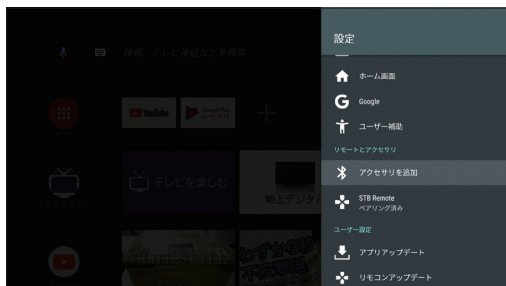 設定
映画、テレビ番組などを検索
ホーム画面
Google
ユーザー補助
リモートとアクセサリ
アクセサリを追加
STB Remote
ペアリング済み
ユーザー設定
アプリアップデート
リモコンアップデート
YouTube
Google Play
テレビを楽しむ
地上デジタル